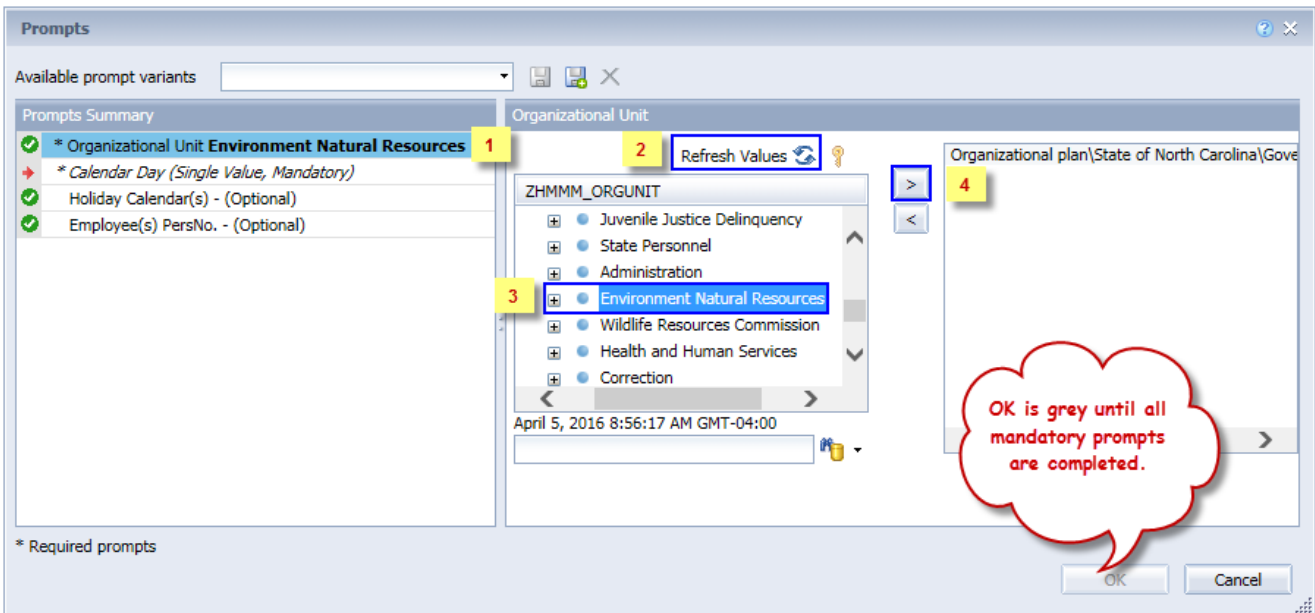 Prompts
Available prompt variants
Prompts Summary
* Organizational Unit Environment Natural Resources 1
* Calendar Day (Single Value, Mandatory)
Holiday Calendar(s) - (Optional)
Employee(s) PersNo. - (Optional)
Organizational Unit
2 Refresh Values
ZHMMM_ORGUNIT
Juvenile Justice Delinquency
State Personnel
Administration
3 Environment Natural Resources
Wildlife Resources Commission
Health and Human Services
Correction
April 5, 2016 8:56:17 AM GMT-04:00
>
4
<
Organizational plan\State of North Carolina\Gove
OK is grey until all
mandatory prompts
are completed.
* Required prompts
OK Cancel